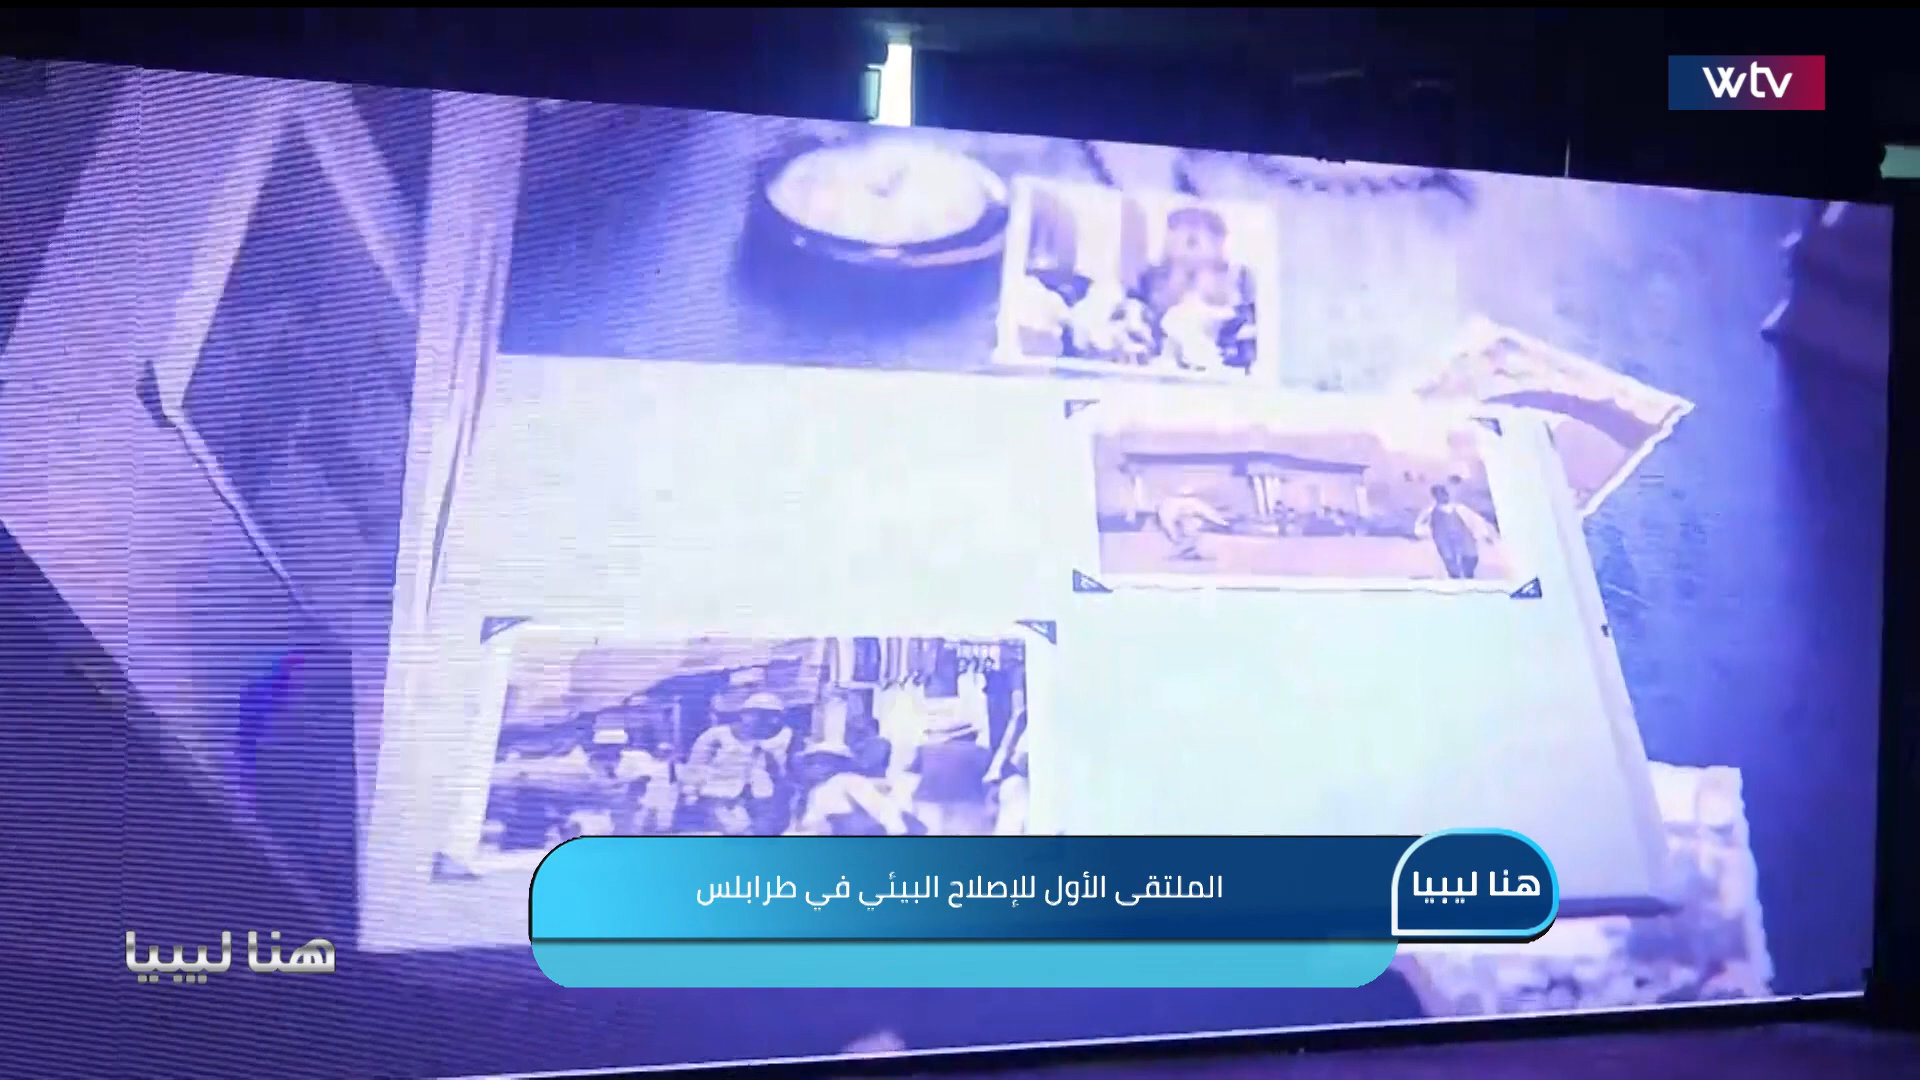 wtv
الملتقى الأول للإصلاح البيئي في طرابلس
هنا ليبيا
هنا ليبيا